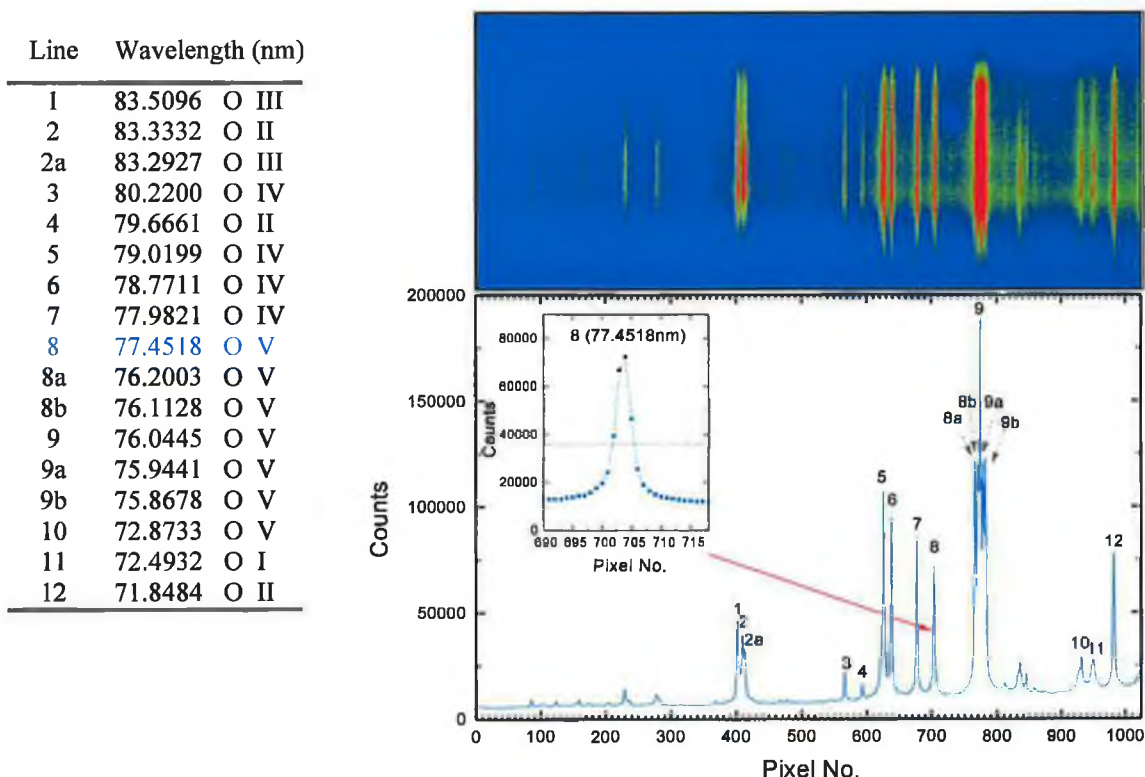 Line Wavelength (nm)
1 83.5096 O III
2 83.3332 O II
2a 83.2927 O III
3 80.2200 O IV
4 79.6661 O II
5 79.0199 O IV
6 78.7711 O IV
7 77.9821 O IV
8 77.4518 O V
8a 76.2003 O V
8b 76.1128 O V
9 76.0445 O V
9a 75.9441 O V
9b 75.8678 O V
10 72.8733 O V
11 72.4932 O I
12 71.8484 O II
200000
150000
100000
50000
0
Counts
0 100 200 300 400 500 600 700 800 900 1000
Pixel No.
8 (77.4518nm)
80000
60000
40000
20000
0
Counts
690 695 700 705 710 715
Pixel No.
1
2
2a
3
4
5
6
7
8
8a
8b
9
9a
9b
10
11
12